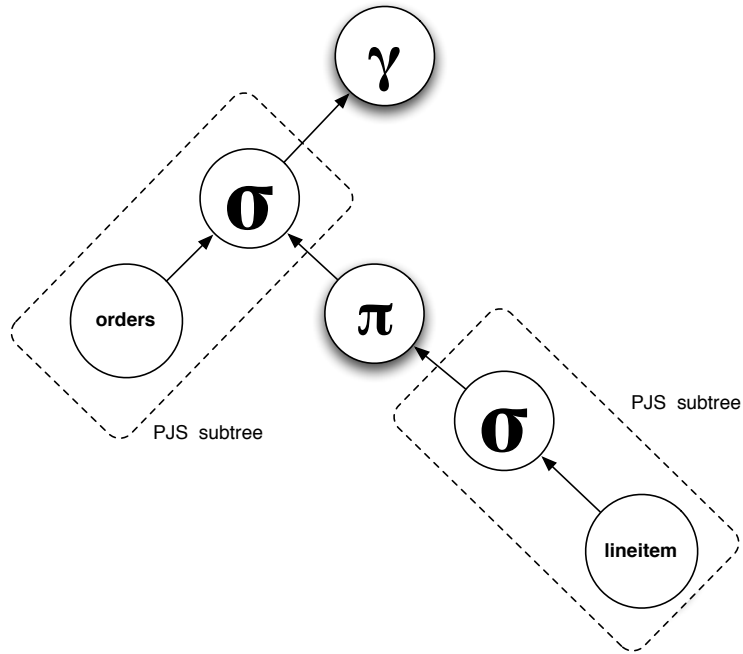 γ
σ
orders
π
PJS subtree
PJS subtree
σ
lineitem